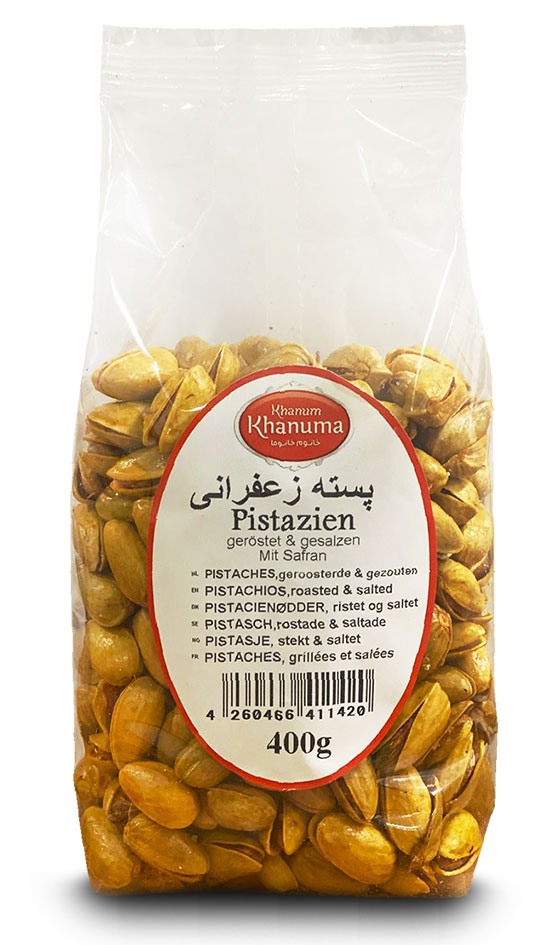 Khanum
Khanuma
خانوم خانوما
پسته زعفرانی
Pistazien
geröstet & gesalzen
Mit Safran
NL PISTACHES,geroosterde & gezouten
EN PISTACHIOS,roasted & salted
DK PISTACIENØDDER, ristet og saltet
SE PISTASCH,rostade & saltade
NO PISTASJE, stekt & saltet
FR PISTACHES, grillées et salées
4 260466 411420
400g